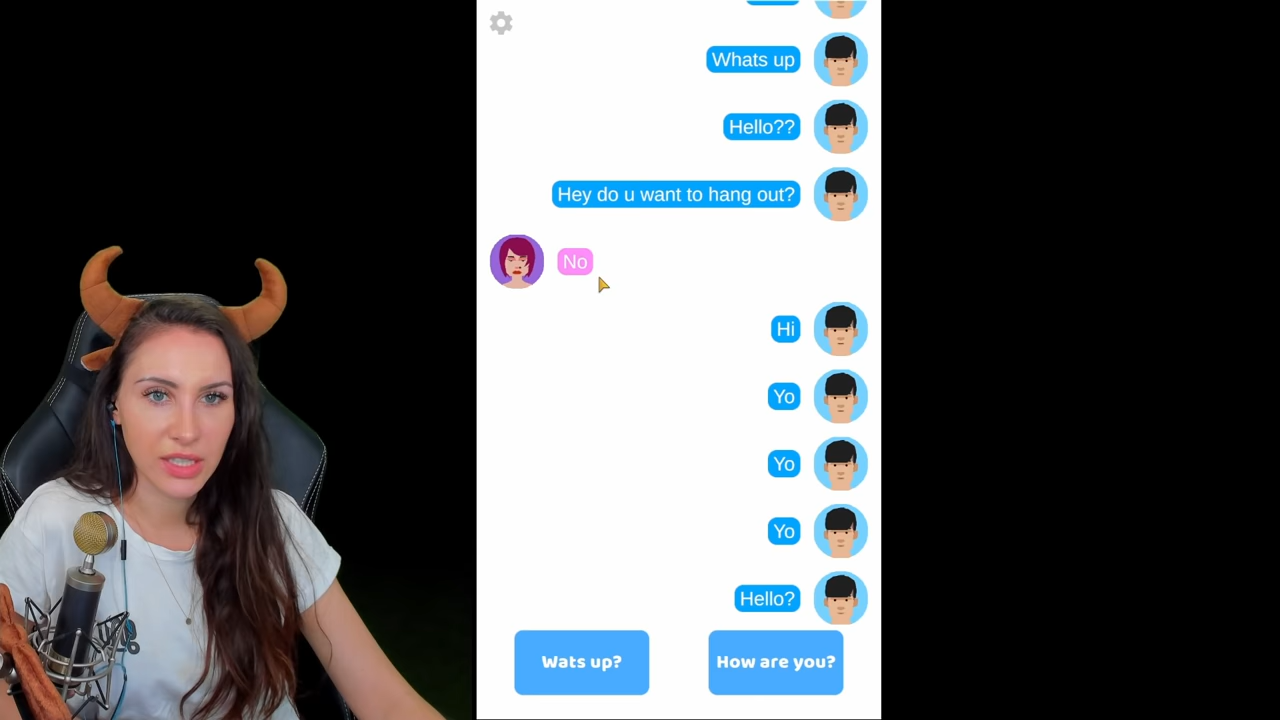 Whats up
Hello??
Hey do u want to hang out?
No
Hi
Yo
Yo
Yo
Hello?
Wats up?
How are you?